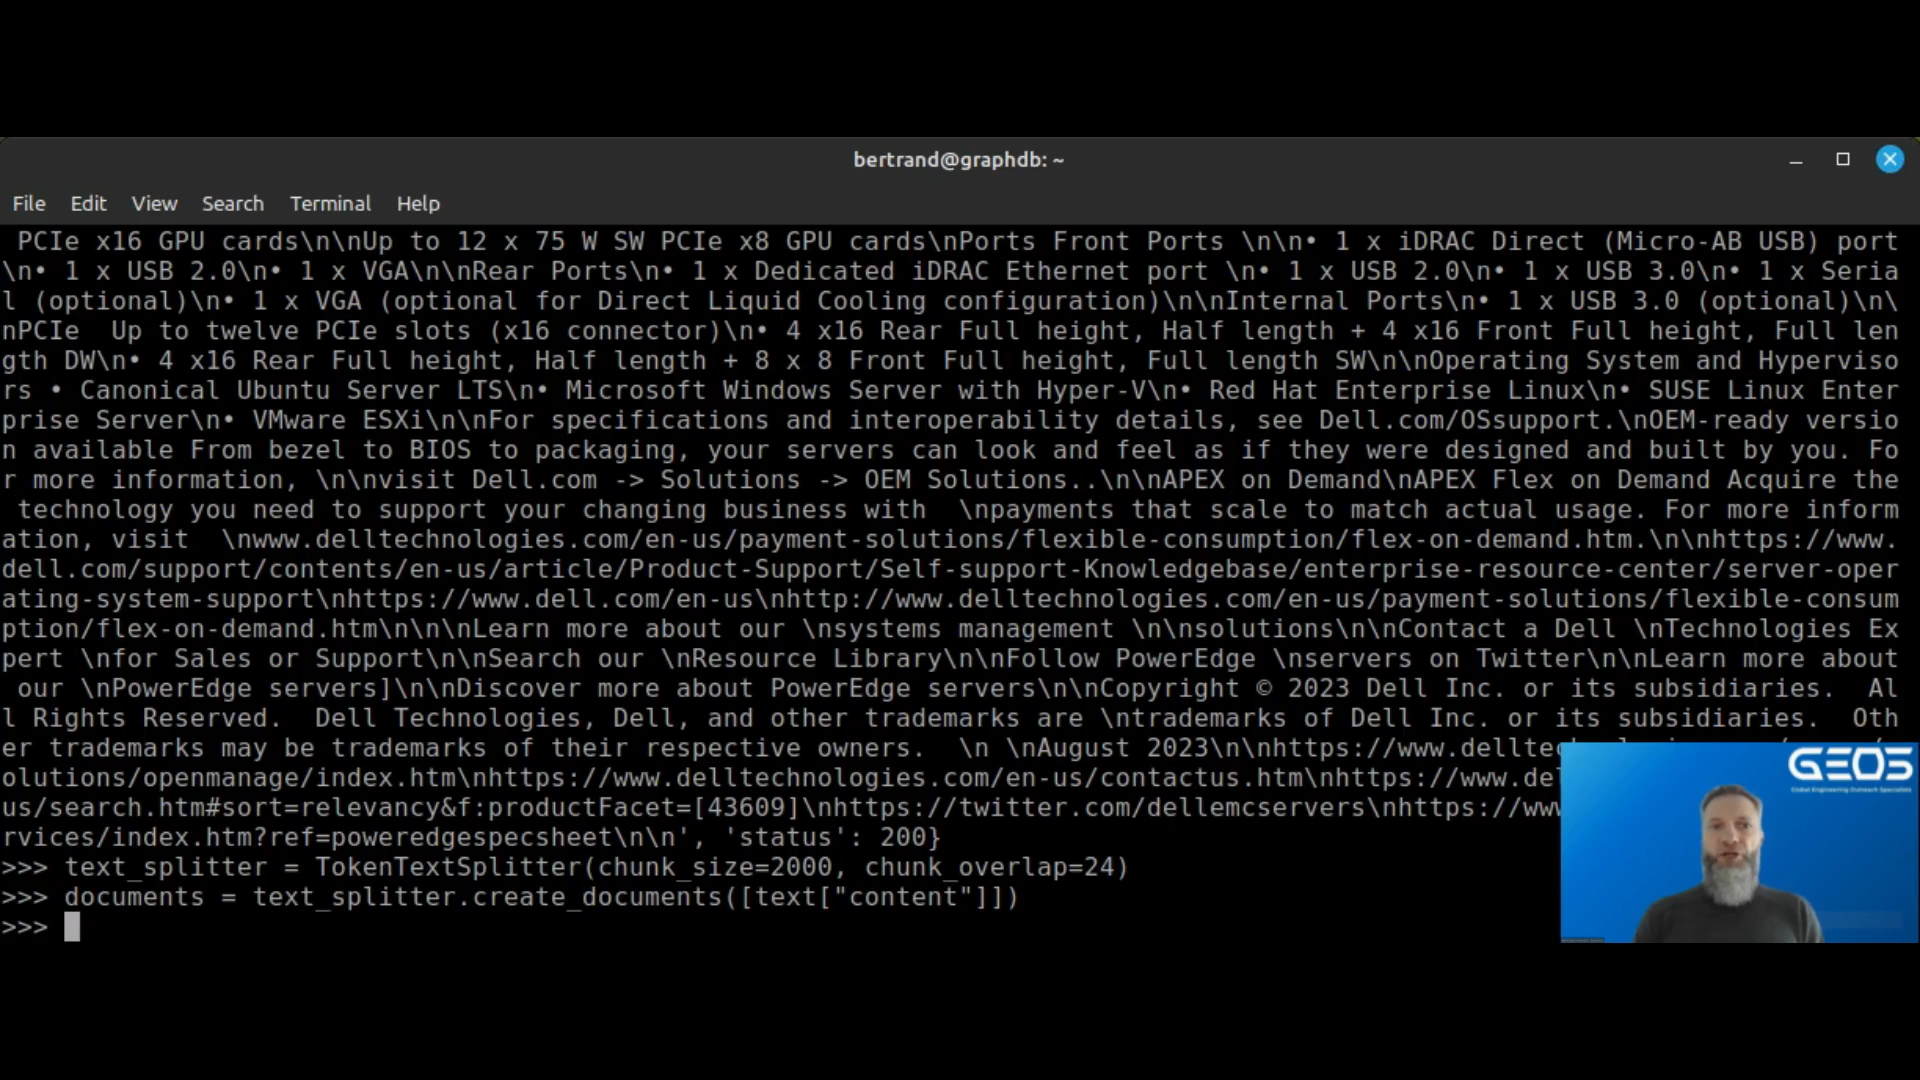 bertrand@graphdb: ~
File Edit View Search Terminal Help
 PCIe x16 GPU cards\n\nUp to 12 x 75 W SW PCIe x8 GPU cards\nPorts Front Ports \n\n• 1 x iDRAC Direct (Micro-AB USB) port
\n• 1 x USB 2.0\n• 1 x VGA\n\nRear Ports\n• 1 x Dedicated iDRAC Ethernet port \n• 1 x USB 2.0\n• 1 x USB 3.0\n• 1 x Seria
l (optional)\n• 1 x VGA (optional for Direct Liquid Cooling configuration)\n\nInternal Ports\n• 1 x USB 3.0 (optional)\n\
nPCIe  Up to twelve PCIe slots (x16 connector)\n• 4 x16 Rear Full height, Half length + 4 x16 Front Full height, Full len
gth DW\n• 4 x16 Rear Full height, Half length + 8 x 8 Front Full height, Full length SW\n\nOperating System and Hyperviso
rs • Canonical Ubuntu Server LTS\n• Microsoft Windows Server with Hyper-V\n• Red Hat Enterprise Linux\n• SUSE Linux Enter
prise Server\n• VMware ESXi\n\nFor specifications and interoperability details, see Dell.com/OSsupport.\nOEM-ready versio
n available From bezel to BIOS to packaging, your servers can look and feel as if they were designed and built by you. Fo
r more information, \n\nvisit Dell.com -> Solutions -> OEM Solutions..\n\nAPEX on Demand\nAPEX Flex on Demand Acquire the
 technology you need to support your changing business with  \npayments that scale to match actual usage. For more inform
ation, visit  \nwww.delltechnologies.com/en-us/payment-solutions/flexible-consumption/flex-on-demand.htm.\n\nhttps://www.
dell.com/support/contents/en-us/article/Product-Support/Self-support-Knowledgebase/enterprise-resource-center/server-oper
ating-system-support\nhttps://www.dell.com/en-us\nhttp://www.delltechnologies.com/en-us/payment-solutions/flexible-consum
ption/flex-on-demand.htm\n\n\nLearn more about our \nsystems management \n\nsolutions\n\nContact a Dell \nTechnologies Ex
pert \nfor Sales or Support\n\nSearch our \nResource Library\n\nFollow PowerEdge \nservers on Twitter\n\nLearn more about
 our \nPowerEdge servers]\n\nDiscover more about PowerEdge servers\n\nCopyright © 2023 Dell Inc. or its subsidiaries.  Al
l Rights Reserved.  Dell Technologies, Dell, and other trademarks are \ntrademarks of Dell Inc. or its subsidiaries.  Oth
er trademarks may be trademarks of their respective owners.  \n \nAugust 2023\n\nhttps://www.delltec
olutions/openmanage/index.htm\nhttps://www.delltechnologies.com/en-us/contactus.htm\nhttps://www.de
us/search.htm#sort=relevancy&f:productFacet=[43609]\nhttps://twitter.com/dellemcservers\nhttps://ww
rvices/index.htm?ref=poweredgespecsheet\n\n', 'status': 200}
>>> text_splitter = TokenTextSplitter(chunk_size=2000, chunk_overlap=24)
>>> documents = text_splitter.create_documents([text["content"]])
>>>
GEOS
Global Engineering Outreach Specialists